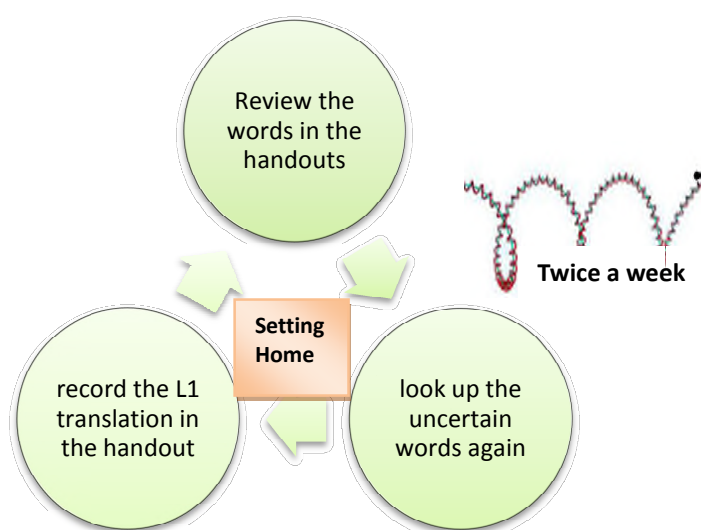 Review the
words in the
handouts
Twice a week
Setting
Home
record the L1
translation in
the handout
look up the
uncertain
words again